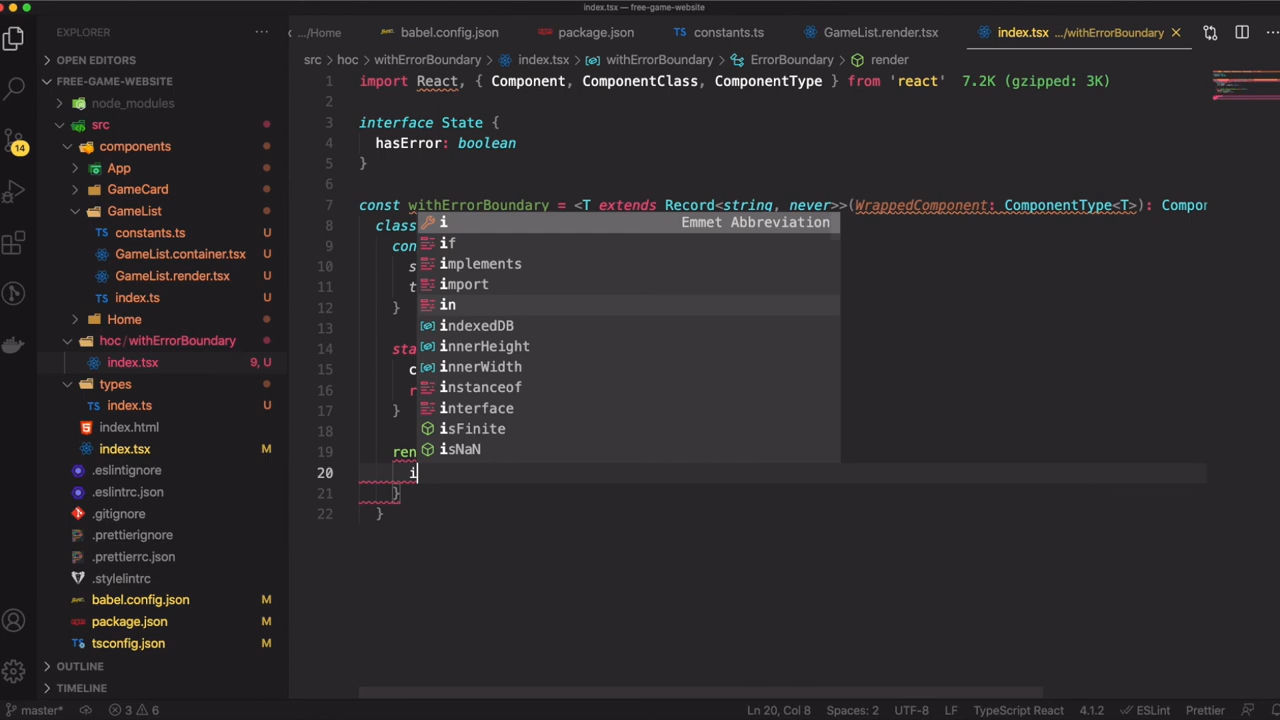 index.tsx — free-game-website
EXPLORER
.../Home
babel.config.json
package.json
constants.ts
GameList.render.tsx
index.tsx .../withErrorBoundary
OPEN EDITORS
src
hoc
withErrorBoundary
index.tsx
withErrorBoundary
ErrorBoundary
render
FREE-GAME-WEBSITE
node_modules
src
components
App
GameCard
GameList
constants.ts U
GameList.container.tsx U
GameList.render.tsx U
index.ts U
Home
hoc / withErrorBoundary
index.tsx 9, U
types
index.ts U
index.html
index.tsx M
.eslintignore
.eslintrc.json
.gitignore
.prettierignore
.prettierrc.json
.stylelintrc
babel.config.json M
package.json M
tsconfig.json M
OUTLINE
TIMELINE
14
1 import React, { Component, ComponentClass, ComponentType } from 'react' 7.2K (gzipped: 3K)
2
3 interface State {
4 hasError: boolean
5 }
6
7 const withErrorBoundary = <T extends Record<string, never>>(WrappedComponent: ComponentType<T>): Compon
8 class
9 con
10 s
11 t
12 }
13
14 sta
15 c
16 r
17 }
18
19 ren
20 i
21 }
22 }
i Emmet Abbreviation
if
implements
import
in
indexedDB
innerHeight
innerWidth
instanceof
interface
isFinite
isNaN
master*
3 6
Ln 20, Col 8
Spaces: 2
UTF-8
LF
TypeScript React
4.1.2
ESLint
Prettier